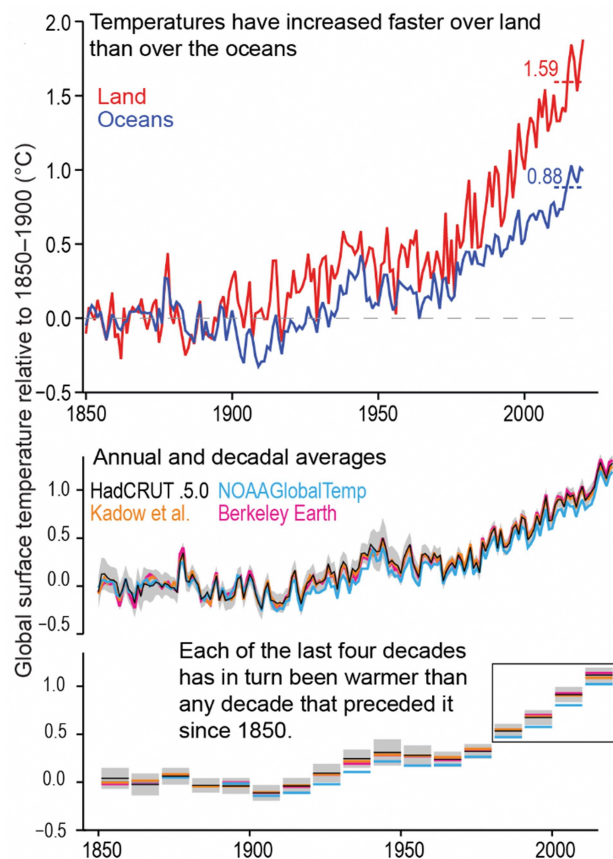 Global surface temperature relative to 1850–1900 (°C)
Temperatures have increased faster over land
than over the oceans
2.0
1.5
1.0
0.5
0.0
−0.5
Land
Oceans
1.59
0.88
1850
1900
1950
2000
Annual and decadal averages
HadCRUT .5.0 NOAAGlobalTemp
Kadow et al. Berkeley Earth
1.0
0.5
0.0
−0.5
Each of the last four decades
has in turn been warmer than
any decade that preceded it
since 1850.
1.0
0.5
0.0
−0.5
1850
1900
1950
2000